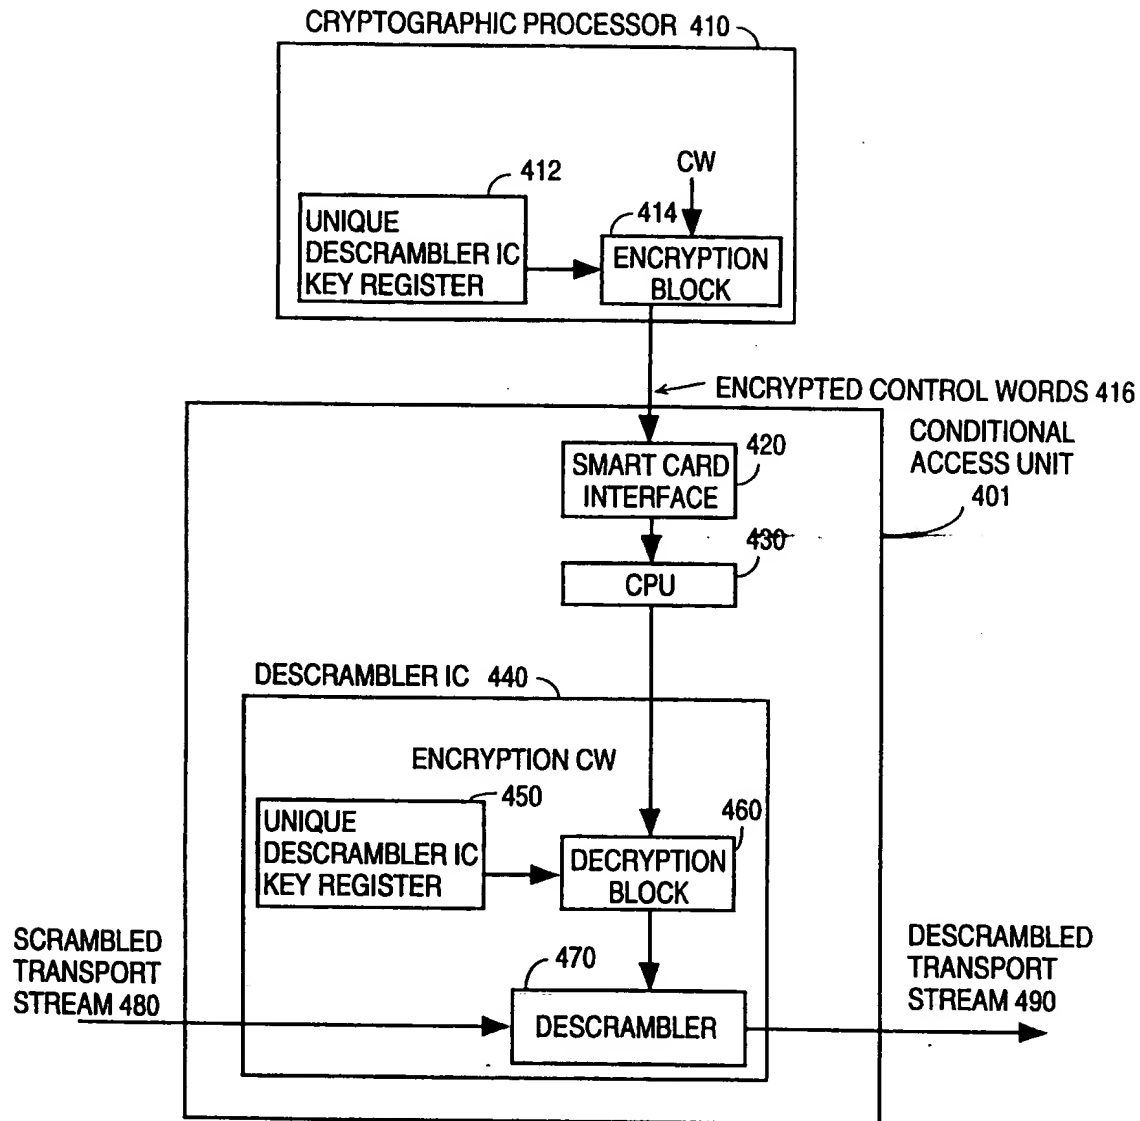 CRYPTOGRAPHIC PROCESSOR 410
412
CW
414
UNIQUE
DESCRAMBLER IC
KEY REGISTER
ENCRYPTION
BLOCK
ENCRYPTED CONTROL WORDS 416
CONDITIONAL
ACCESS UNIT
401
420
SMART CARD
INTERFACE
430
CPU
DESCRAMBLER IC 440
ENCRYPTION CW
450
460
UNIQUE
DESCRAMBLER IC
KEY REGISTER
DECRYPTION
BLOCK
SCRAMBLED
TRANSPORT
STREAM 480
470
DESCRAMBLER
DESCRAMBLED
TRANSPORT
STREAM 490